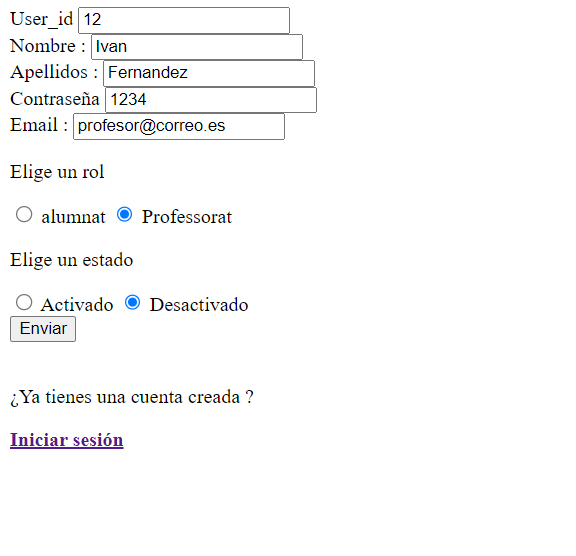 User_id 12
Nombre : Ivan
Apellidos : Fernandez
Contraseña 1234
Email : profesor@correo.es
Elige un rol
alumnat Professorat
Elige un estado
Activado Desactivado
Enviar
¿Ya tienes una cuenta creada ?
Iniciar sesión